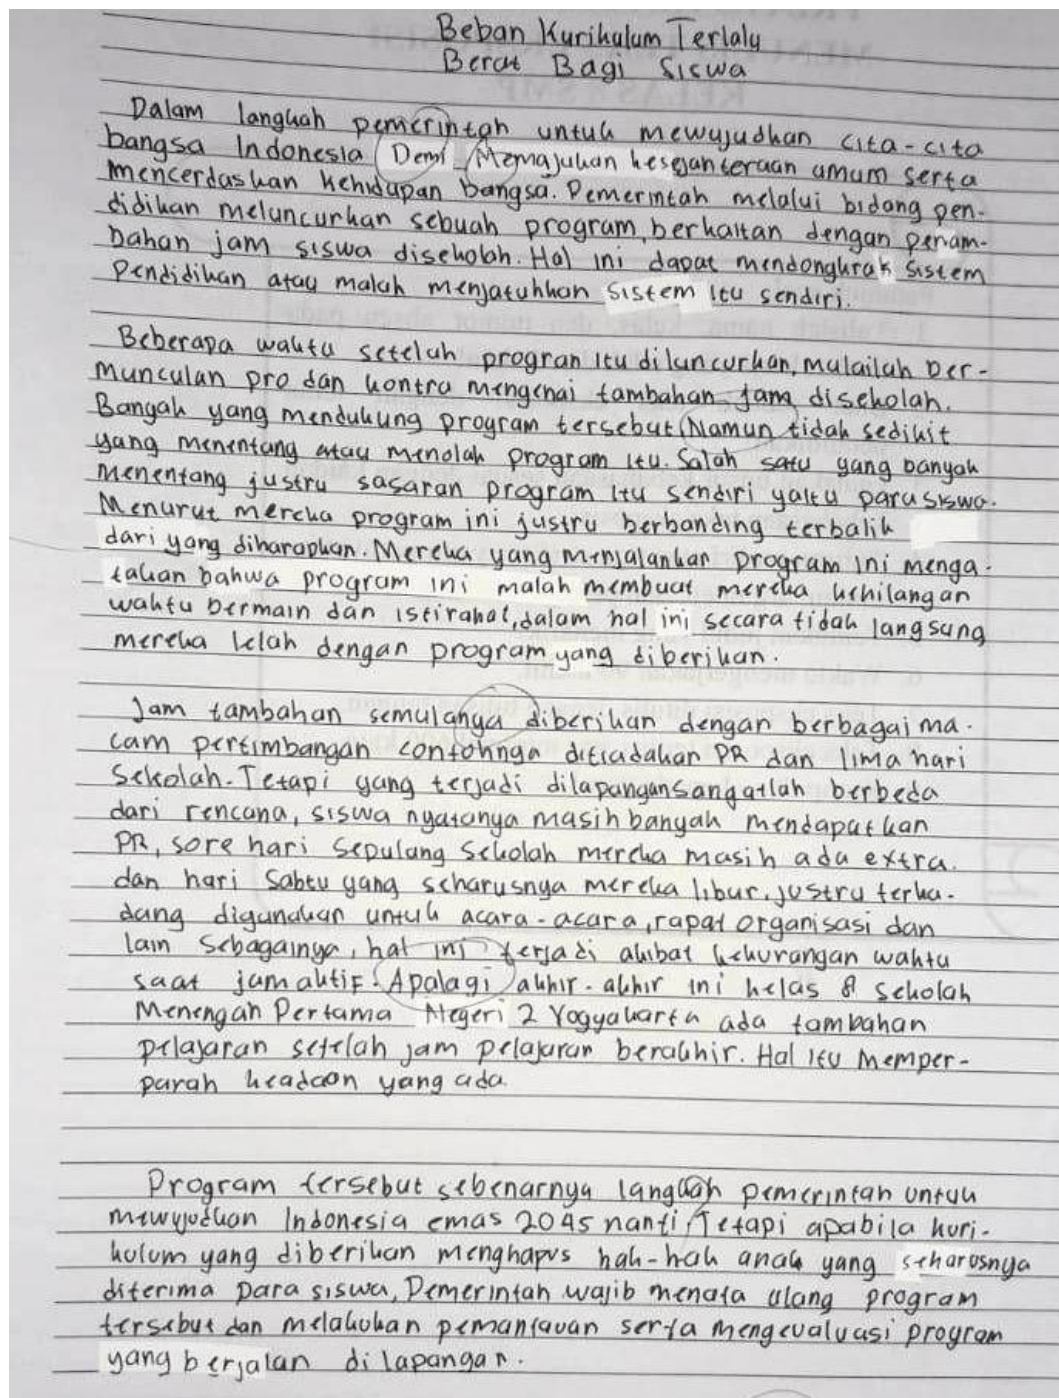 Beban Kurikulum Terlalu
Berat Bagi Siswa
Dalam langkah pemerintah untuk mewujudkan cita-cita
bangsa Indonesia Demi Memajukan kesejanteraan umum serta
mencerdaskan kehidupan bangsa. Pemerintah melalui bidang pen-
didikan meluncurkan sebuah program, berkaitan dengan penam-
bahan jam siswa disekolah. Hal ini dapat mendongkrak sistem
pendidikan atau malah menjatuhkan sistem itu sendiri.
Beberapa waktu setelah progran itu diluncurkan, mulailah ber-
munculan pro dan kontra mengenai tambahan jam disekolah.
Bangak yang mendukung program tersebut Namun tidak sedikit
yang menentang atau menolak program itu. Salah satu yang banyak
menentang justru sasaran program itu sendiri yaitu para siswa.
Menurut mereka program ini justru berbanding terbalik
dari yang diharapkan. Mereka yang menjalankan program ini menga-
takan bahwa program ini malah membuat mereka kehilangan
waktu bermain dan istirahat, dalam hal ini secara tidak langsung
mereka lelah dengan program yang diberikan.
Jam tambahan semulanya diberikan dengan berbagai ma-
cam pertimbangan contohnya ditiadakan PR dan lima hari
Sekolah. Tetapi yang terjadi dilapangan sangatlah berbeda
dari rencana, siswa nyatanya masih banyak mendapatkan
PR, sore hari sepulang sekolah mereka masih ada extra.
dan hari Sabtu yang seharusnya mereka libur, justru terka-
dang digunakan untuk acara-acara, rapat organisasi dan
lain sebagainya, hal ini terjadi akibat kekurangan waktu
saat jam aktif. Apalagi akhir-akhir ini kelas 8 sekolah
Menengah Pertama Negeri 2 Yogyakarta ada tambahan
pelajaran setelah jam pelajaran berakhir. Hal itu memper-
parah keadaan yang ada.
Program tersebut sebenarnya langkah pemerintah untuk
mewujudkan Indonesia emas 2045 nanti, Tetapi apabila kuri-
kulum yang diberikan menghapus hak-hak anak yang seharusnya
diterima para siswa, Pemerintah wajib menata ulang program
tersebut dan melakukan pemantauan serta mengevaluasi program
yang berjalan di lapangan.